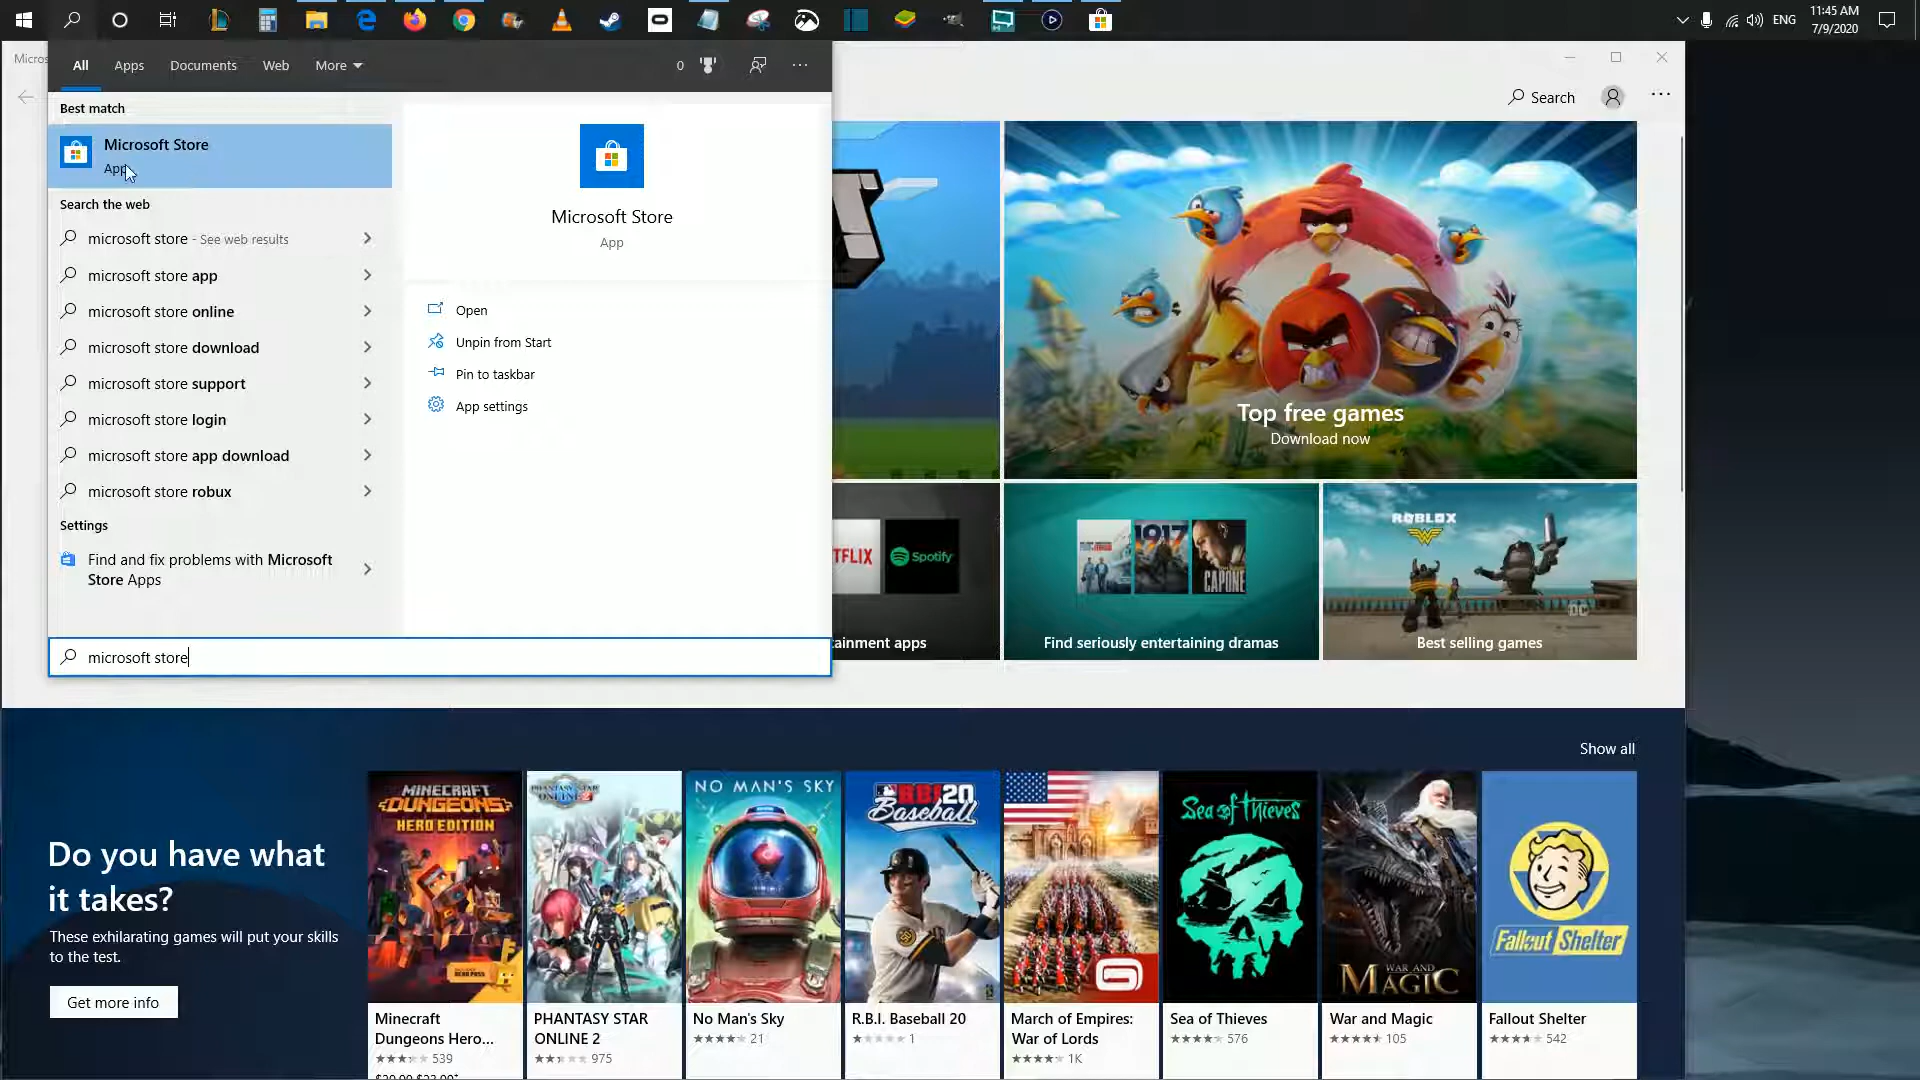 ENG
11:45 AM
7/9/2020
Micros
All
Apps
Documents
Web
More
0
Best match
Microsoft Store
App
Search the web
microsoft store - See web results
microsoft store app
microsoft store online
microsoft store download
microsoft store support
microsoft store login
microsoft store app download
microsoft store robux
Settings
Find and fix problems with Microsoft
Store Apps
microsoft store
Microsoft Store
App
Open
Unpin from Start
Pin to taskbar
App settings
Search
Top free games
Download now
TFLIX
Spotify
ainment apps
1917
CAPONE
Find seriously entertaining dramas
ROBLOX
DC
Best selling games
Show all
Do you have what
it takes?
These exhilarating games will put your skills
to the test.
Get more info
MINECRAFT
DUNGEONS
HERO EDITION
Minecraft
Dungeons Hero...
539
PHANTASY STAR
ONLINE 2
PHANTASY STAR
ONLINE 2
975
NO MAN'S SKY
No Man's Sky
21
RBI 20
Baseball
R.B.I. Baseball 20
1
March of Empires:
War of Lords
1K
Sea of Thieves
Sea of Thieves
576
WAR AND
MAGIC
War and Magic
105
Fallout Shelter
Fallout Shelter
542